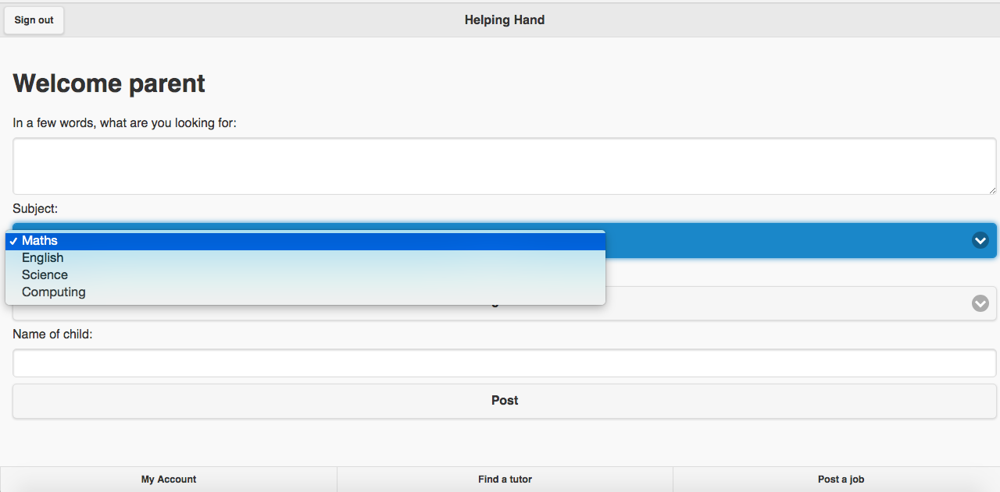 Sign out
Helping Hand
Welcome parent
In a few words, what are you looking for:
Subject:
Maths
English
Science
Computing
Name of child:
Post
My Account
Find a tutor
Post a job